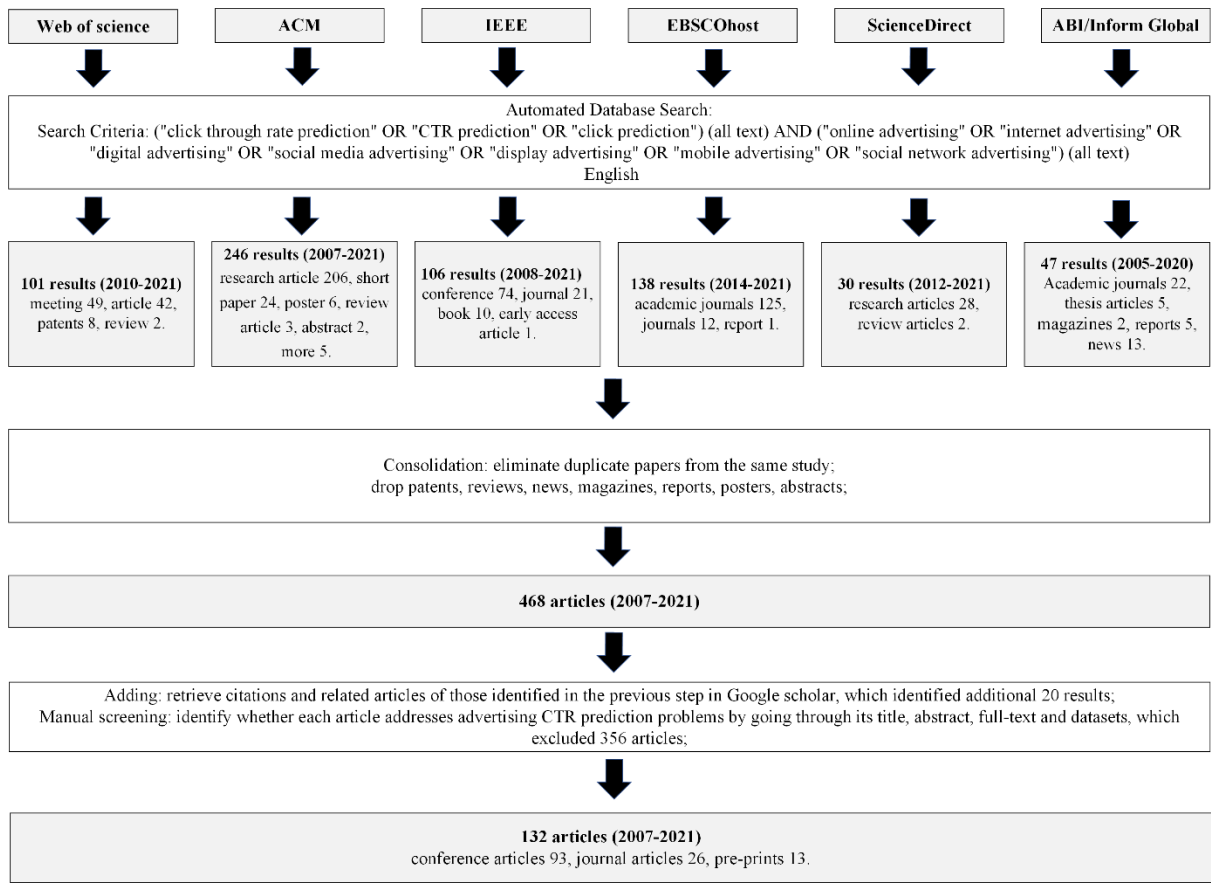 Web of science
ACM
IEEE
EBSCOhost
ScienceDirect
ABI/Inform Global
Automated Database Search:
Search Criteria: ("click through rate prediction" OR "CTR prediction" OR "click prediction") (all text) AND ("online advertising" OR "internet advertising" OR
"digital advertising" OR "social media advertising" OR "display advertising" OR "mobile advertising" OR "social network advertising") (all text)
English
101 results (2010-2021)
meeting 49, article 42,
patents 8, review 2.
246 results (2007-2021)
research article 206, short
paper 24, poster 6, review
article 3, abstract 2,
more 5.
106 results (2008-2021)
conference 74, journal 21,
book 10, early access
article 1.
138 results (2014-2021)
academic journals 125,
journals 12, report 1.
30 results (2012-2021)
research articles 28,
review articles 2.
47 results (2005-2020)
Academic journals 22,
thesis articles 5,
magazines 2, reports 5,
news 13.
Consolidation: eliminate duplicate papers from the same study;
drop patents, reviews, news, magazines, reports, posters, abstracts;
468 articles (2007-2021)
Adding: retrieve citations and related articles of those identified in the previous step in Google scholar, which identified additional 20 results;
Manual screening: identify whether each article addresses advertising CTR prediction problems by going through its title, abstract, full-text and datasets, which
excluded 356 articles;
132 articles (2007-2021)
conference articles 93, journal articles 26, pre-prints 13.